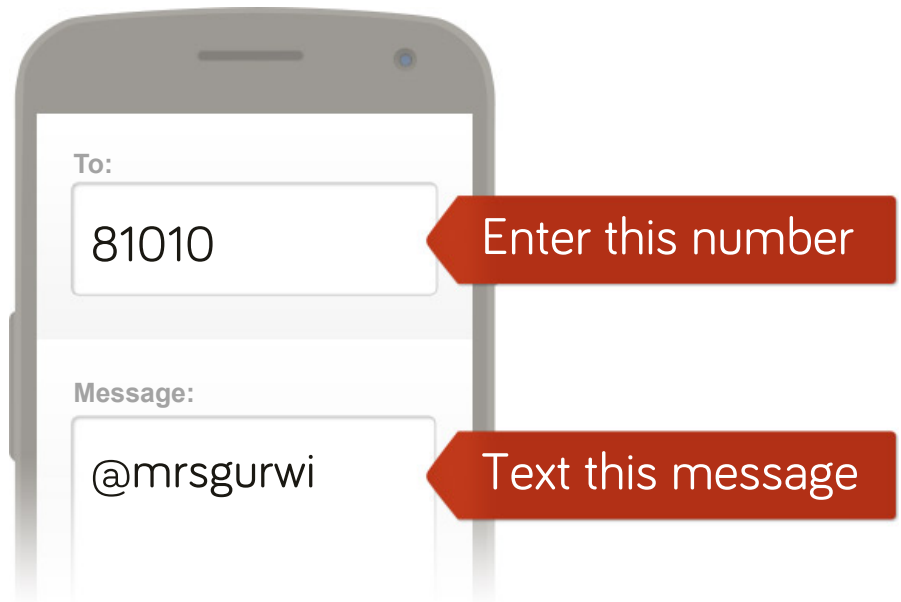 To:
81010
Enter this number
Message:
@mrsgurwi
Text this message